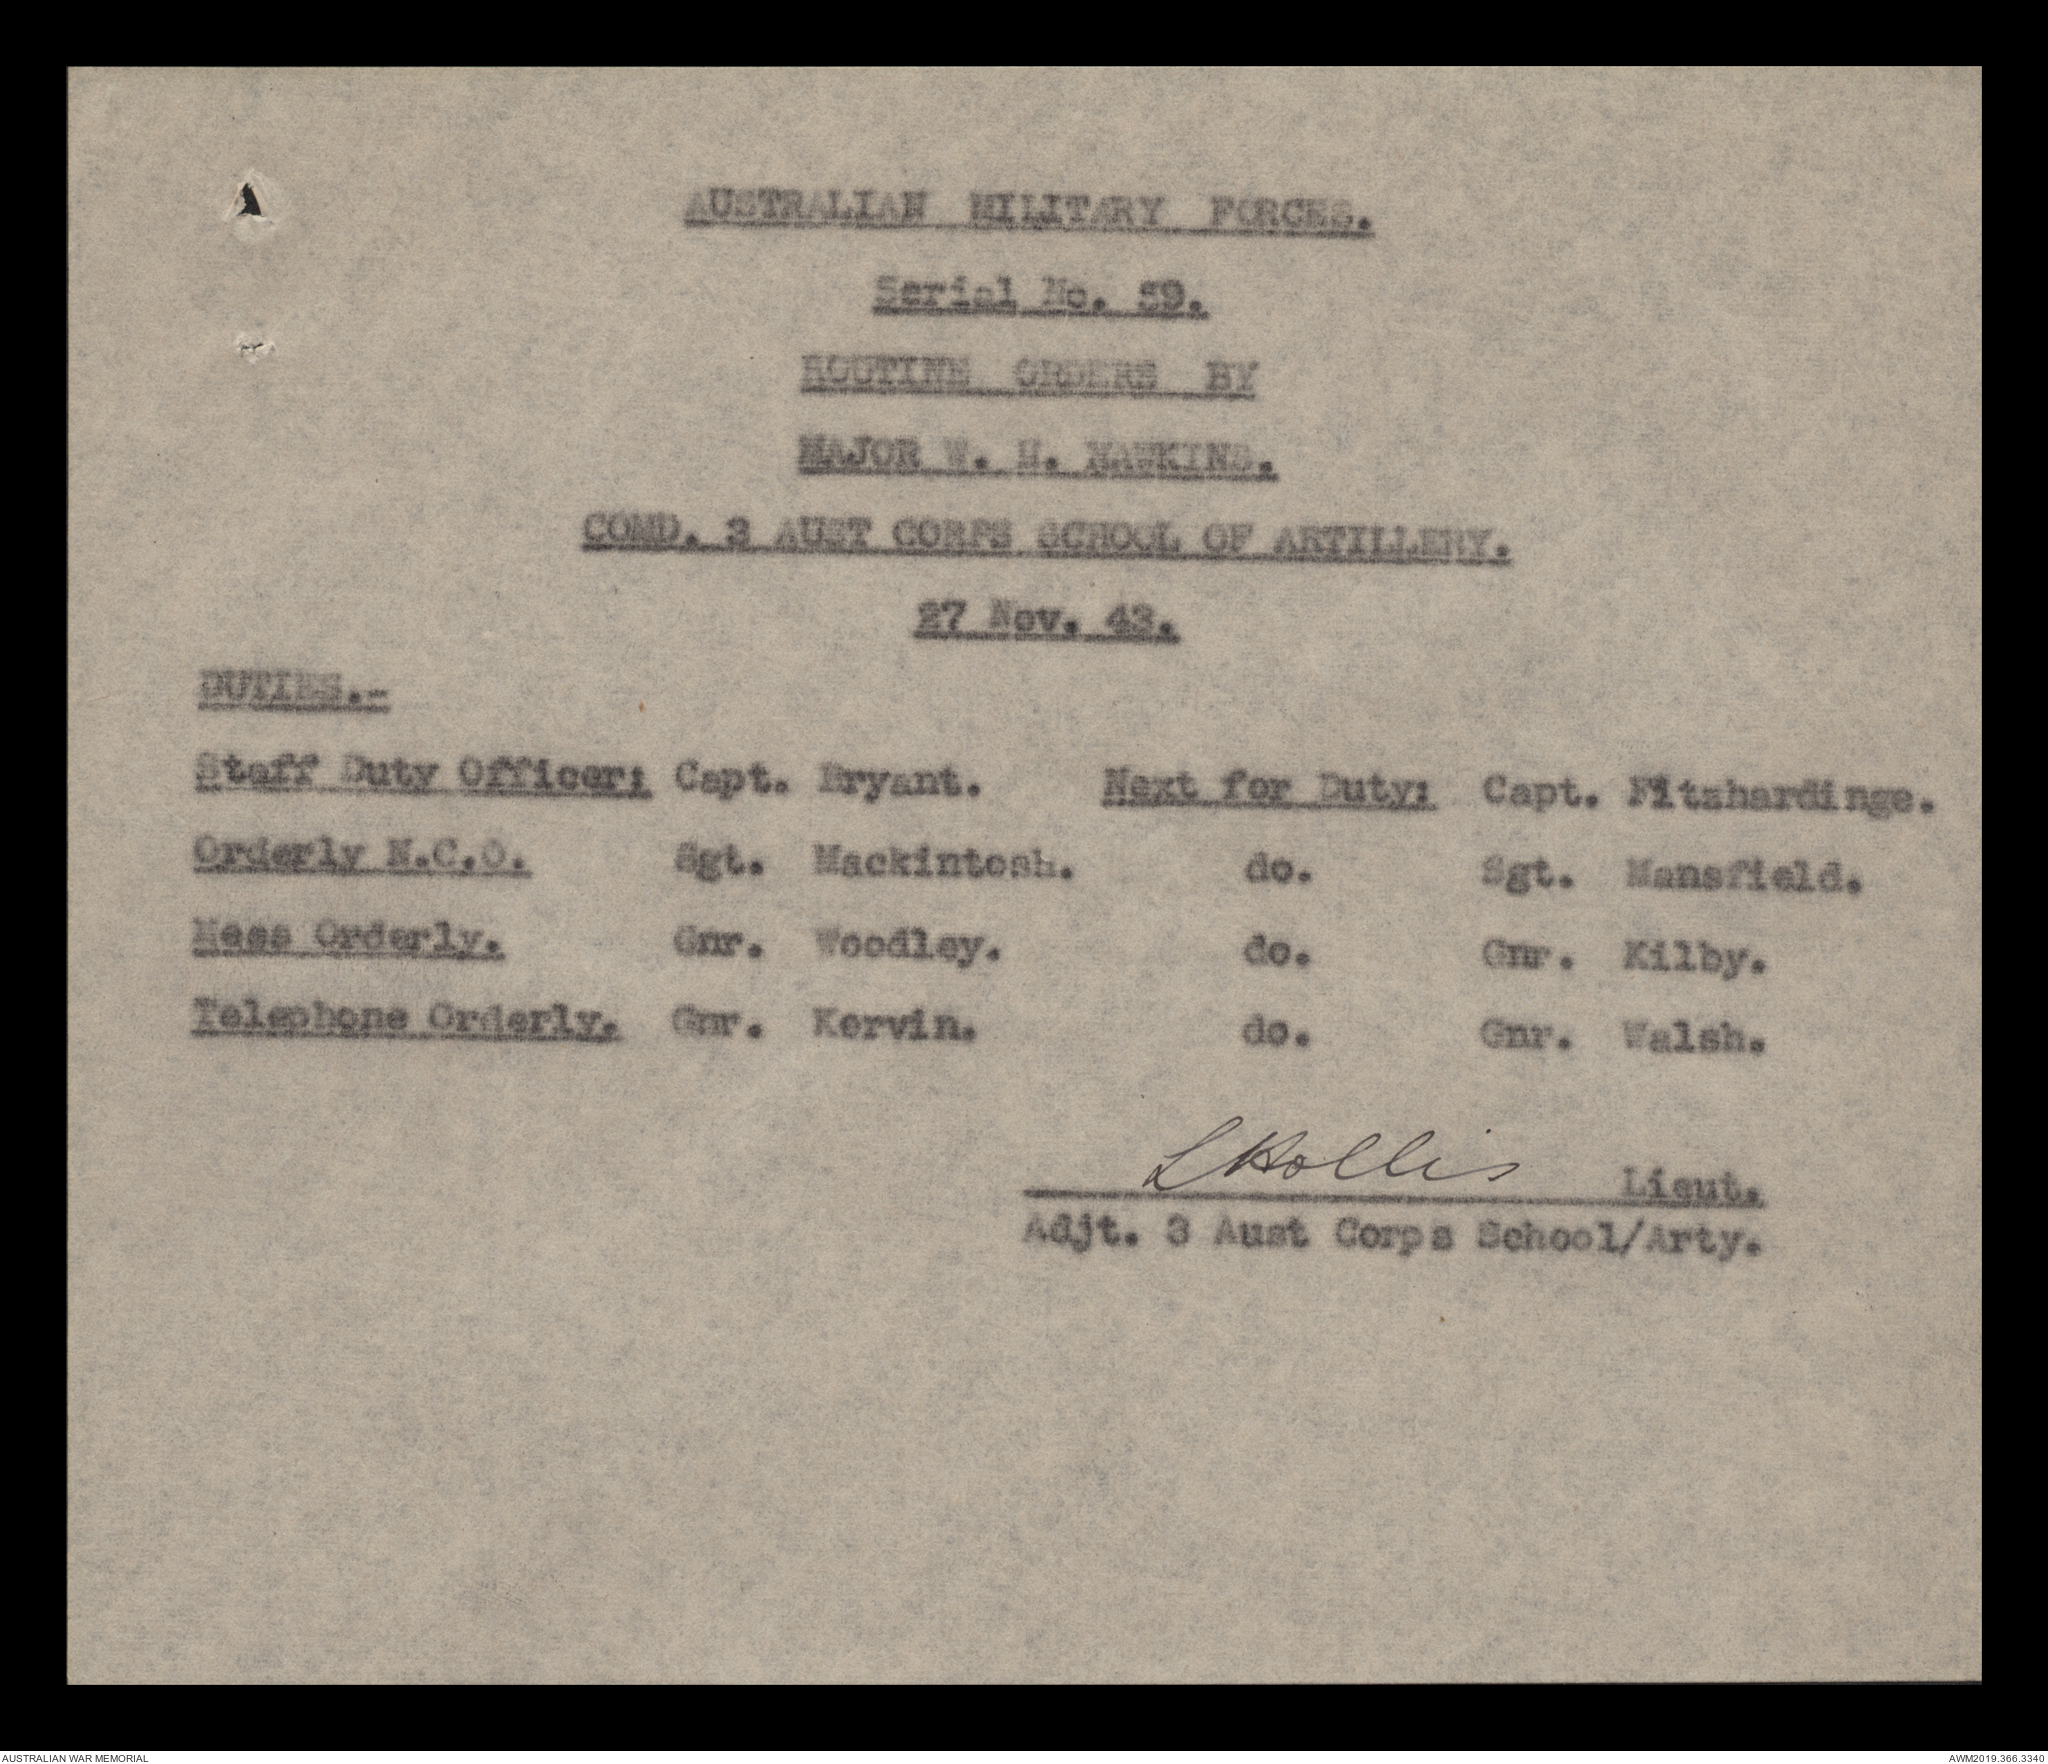 AUSTRALIAN MILITARY FORCES.
Serial No. 59.
ROUTINE ORDERS BY
MAJOR W. H. HAWKINS.
COMD. 3 AUST CORPS SCHOOL OF ARTILLERY.
27 Nov. 43.
DUTIES.-
Staff Duty Officer: Capt. Bryant. Next for Duty: Capt. Fitzhardinge.
Orderly N.C.O. Sgt. Mackintosh. do. Sgt. Mansfield.
Mess Orderly. Gnr. Woodley. do. Gnr. Kilby.
Telephone Orderly. Gnr. Kervin. do. Gnr. Walsh.
L Hollis Lieut.
Adjt. 3 Aust Corps School/Arty.
AUSTRALIAN WAR MEMORIAL AWM2019.366.3340